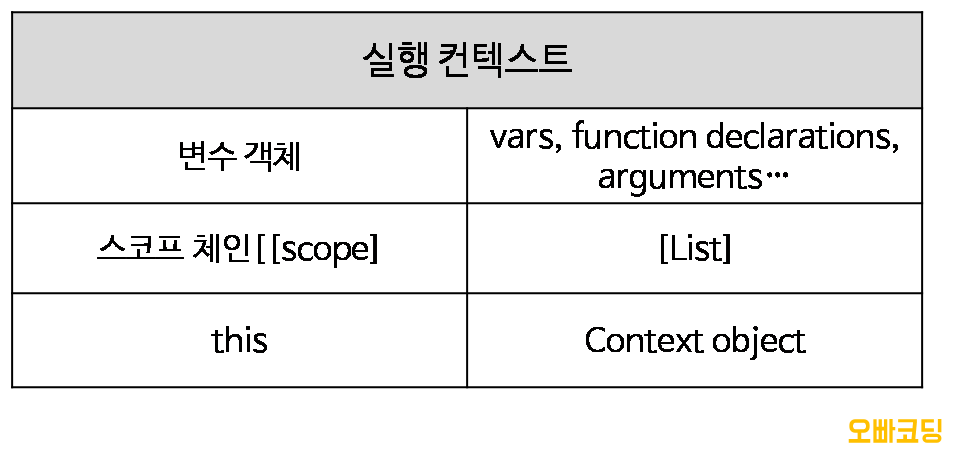 실행 컨텍스트
변수 객체
vars, function declarations,
arguments…
스코프 체인[[scope]
[List]
this
Context object
오빠코딩